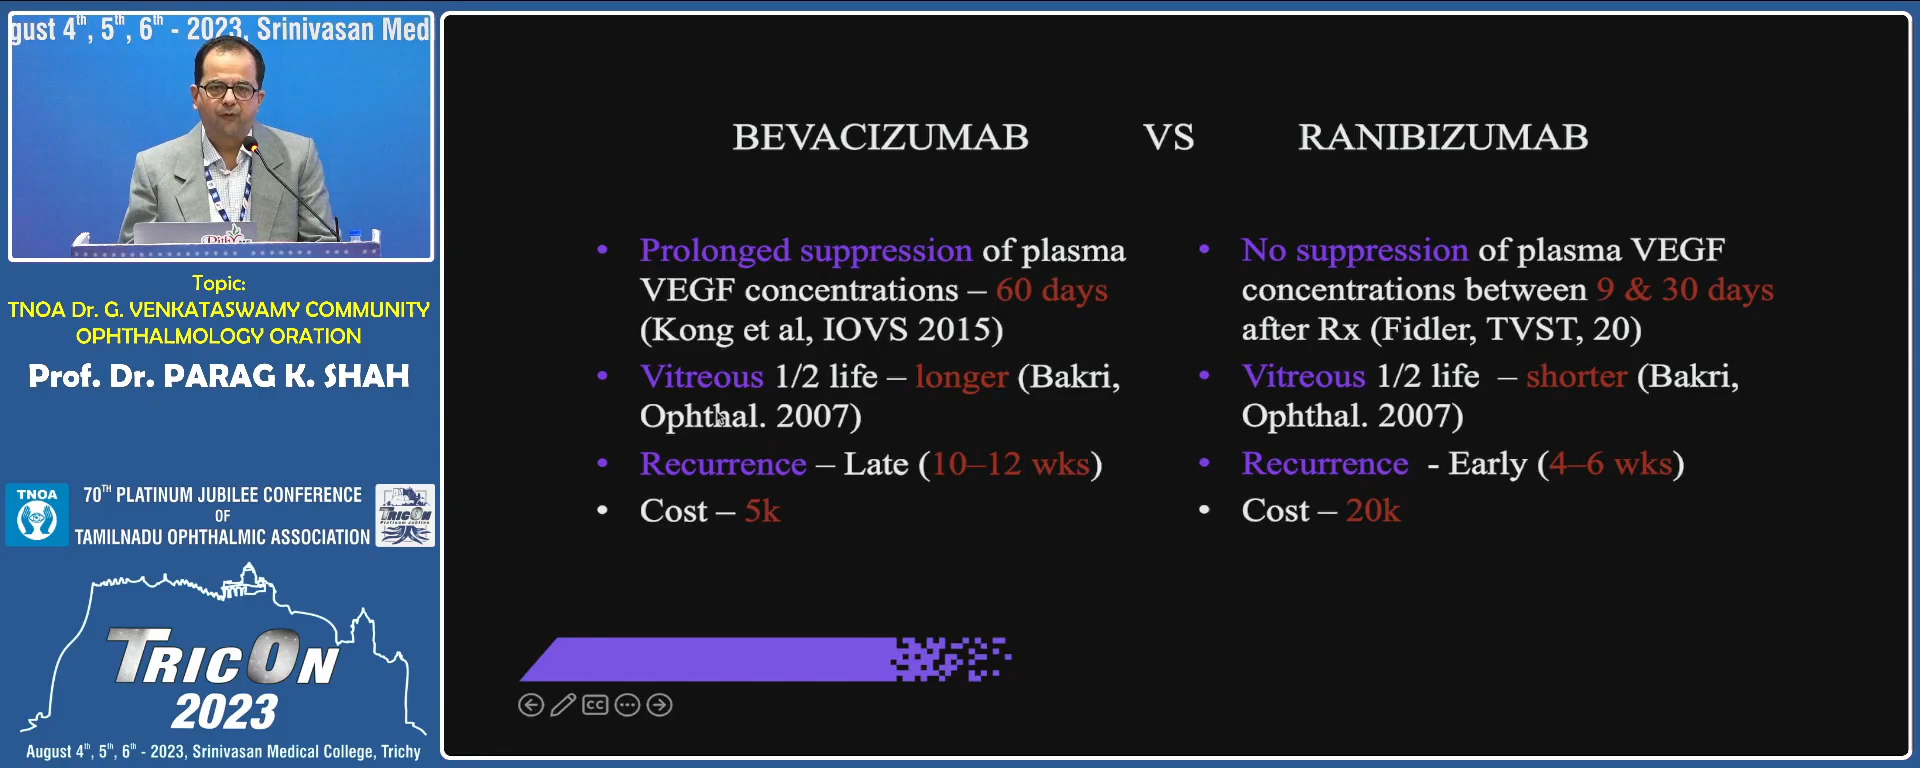 gust 4th, 5th, 6th - 2023, Srinivasan Med
Topic:
TNOA Dr. G. VENKATASWAMY COMMUNITY
OPHTHALMOLOGY ORATION
Prof. Dr. PARAG K. SHAH
TNOA
70TH PLATINUM JUBILEE CONFERENCE
OF
TAMILNADU OPHTHALMIC ASSOCIATION
TRICON
Platinum Jubilee
TRICON
2023
August 4th, 5th, 6th - 2023, Srinivasan Medical College, Trichy
BEVACIZUMAB VS RANIBIZUMAB
• Prolonged suppression of plasma
VEGF concentrations – 60 days
(Kong et al, IOVS 2015)
• Vitreous 1/2 life – longer (Bakri,
Ophthal. 2007)
• Recurrence – Late (10–12 wks)
• Cost – 5k
• No suppression of plasma VEGF
concentrations between 9 & 30 days
after Rx (Fidler, TVST, 20)
• Vitreous 1/2 life – shorter (Bakri,
Ophthal. 2007)
• Recurrence - Early (4–6 wks)
• Cost – 20k
CC